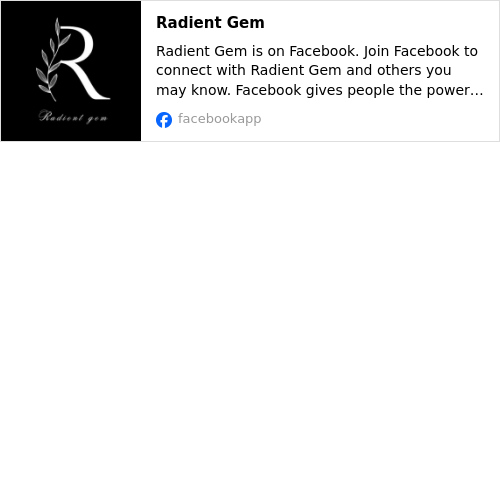 R
Radient gem
Radient Gem
Radient Gem is on Facebook. Join Facebook to
connect with Radient Gem and others you
may know. Facebook gives people the power...
facebookapp